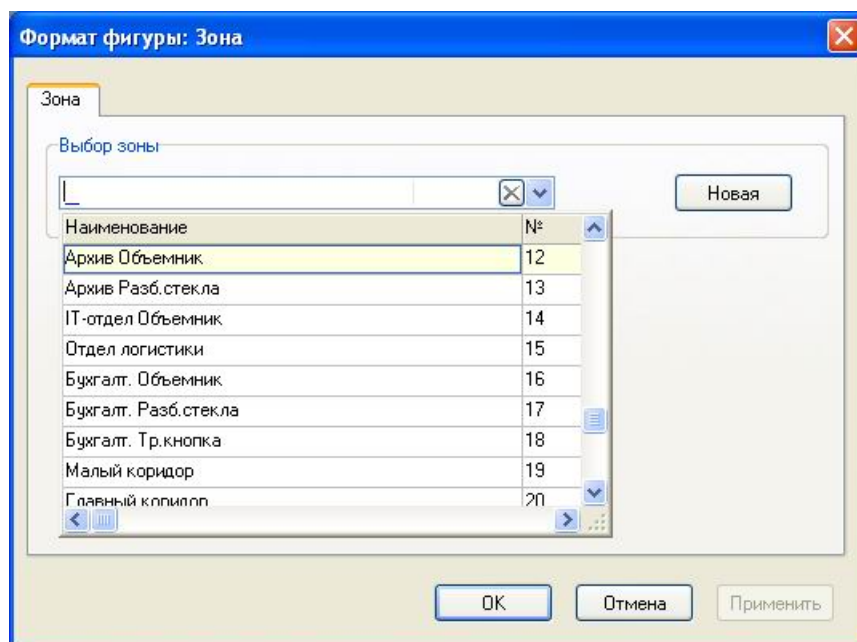 Формат фигуры: Зона
Зона
Выбор зоны
Новая
Наименование №
Архив Объемник 12
Архив Разб.стекла 13
IT-отдел Объемник 14
Отдел логистики 15
Бухгалт. Объемник 16
Бухгалт. Разб.стекла 17
Бухгалт. Тр.кнопка 18
Малый коридор 19
Главный коридор 20
OK Отмена Применить